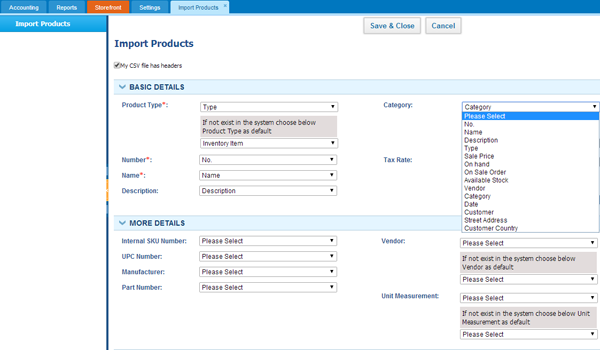 Accounting Reports Storefront Settings Import Products ×
Import Products
Save & Close Cancel
Import Products
My CSV file has headers
BASIC DETAILS
Product Type*: Type
If not exist in the system choose below
Product Type as default
Inventory Item
Number*: No.
Name*: Name
Description: Description
Category: Category
Please Select
No.
Name
Description
Type
Sale Price
On hand
On Sale Order
Available Stock
Vendor
Category
Date
Customer
Street Address
Customer Country
Tax Rate:
MORE DETAILS
Internal SKU Number: Please Select
UPC Number: Please Select
Manufacturer: Please Select
Part Number: Please Select
Vendor: Please Select
If not exist in the system choose below
Vendor as default
Please Select
Unit Measurement: Please Select
If not exist in the system choose below Unit
Measurement as default
Please Select